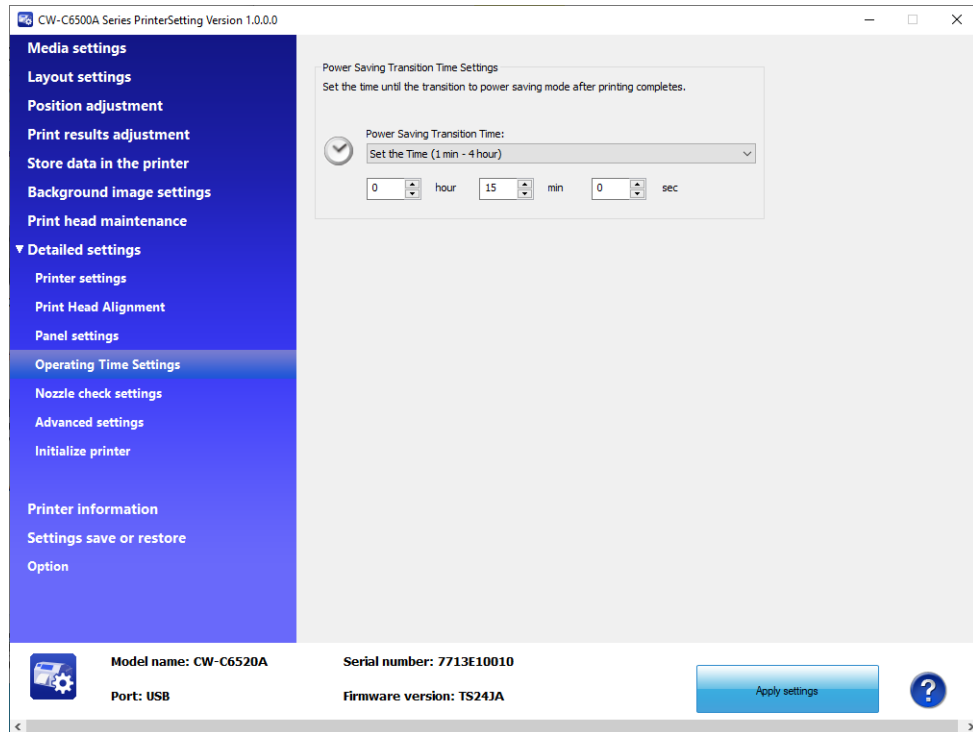 CW-C6500A Series PrinterSetting Version 1.0.0.0
Media settings
Layout settings
Position adjustment
Print results adjustment
Store data in the printer
Background image settings
Print head maintenance
Detailed settings
Printer settings
Print Head Alignment
Panel settings
Operating Time Settings
Nozzle check settings
Advanced settings
Initialize printer
Printer information
Settings save or restore
Option
Power Saving Transition Time Settings
Set the time until the transition to power saving mode after printing completes.
Power Saving Transition Time:
Set the Time (1 min - 4 hour)
0 hour 15 min 0 sec
Model name: CW-C6520A Serial number: 7713E10010
Port: USB Firmware version: TS24JA
Apply settings
?